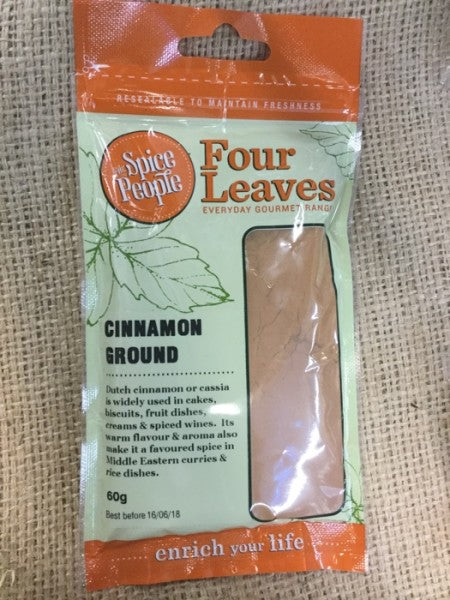 RESEALABLE TO MAINTAIN FRESHNESS
The Spice People
Four Leaves
EVERYDAY GOURMET RANGE
CINNAMON
GROUND
Dutch cinnamon or cassia
is widely used in cakes,
biscuits, fruit dishes,
creams & spiced wines. Its
warm flavour & aroma also
make it a favoured spice in
Middle Eastern curries &
rice dishes.
60g
Best before 16/06/18
enrich your life